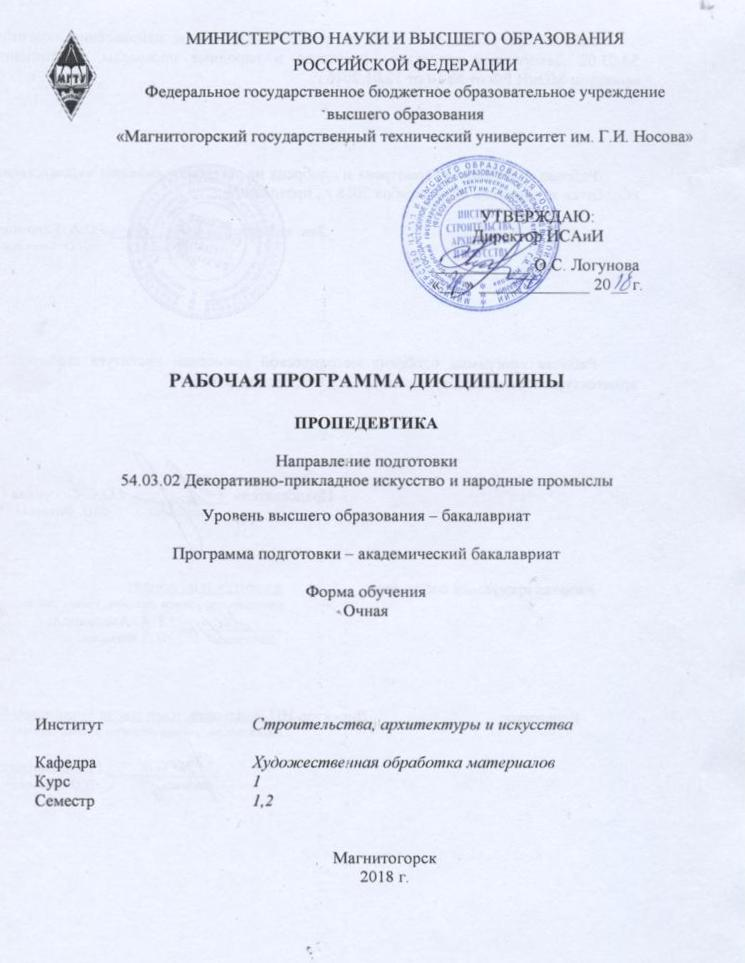 МГТУ
МИНИСТЕРСТВО НАУКИ И ВЫСШЕГО ОБРАЗОВАНИЯ
РОССИЙСКОЙ ФЕДЕРАЦИИ
Федеральное государственное бюджетное образовательное учреждение
высшего образования
«Магнитогорский государственный технический университет им. Г.И. Носова»
УТВЕРЖДАЮ:
Директор ИСАиИ
О.С. Логунова
2018 г.
РАБОЧАЯ ПРОГРАММА ДИСЦИПЛИНЫ
ПРОПЕДЕВТИКА
Направление подготовки
54.03.02 Декоративно-прикладное искусство и народные промыслы
Уровень высшего образования – бакалавриат
Программа подготовки – академический бакалавриат
Форма обучения
Очная
Институт Строительства, архитектуры и искусства
Кафедра Художественная обработка материалов
Курс 1
Семестр 1,2
Магнитогорск
2018 г.